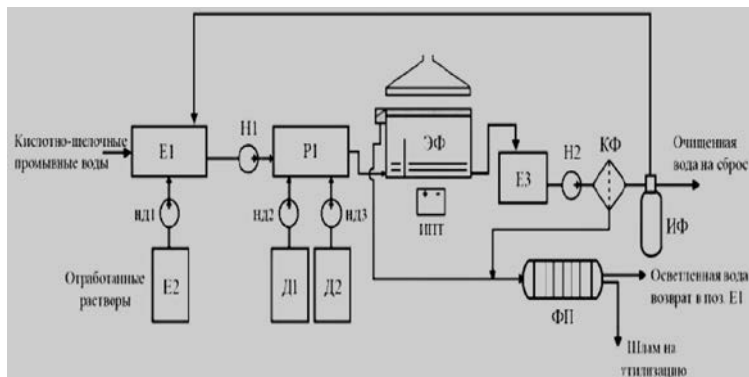 Кислотно-щелочные
промывные воды
Е1
Н1
Р1
ЭФ
Е3
Н2
КФ
Очищенная
вода на сброс
ИФ
нд1
нд2
нд3
ИПТ
Отработанные
растворы
Е2
Д1
Д2
ФП
Осветленная вода
возврат в поз. Е1
Шлам на
утилизацию